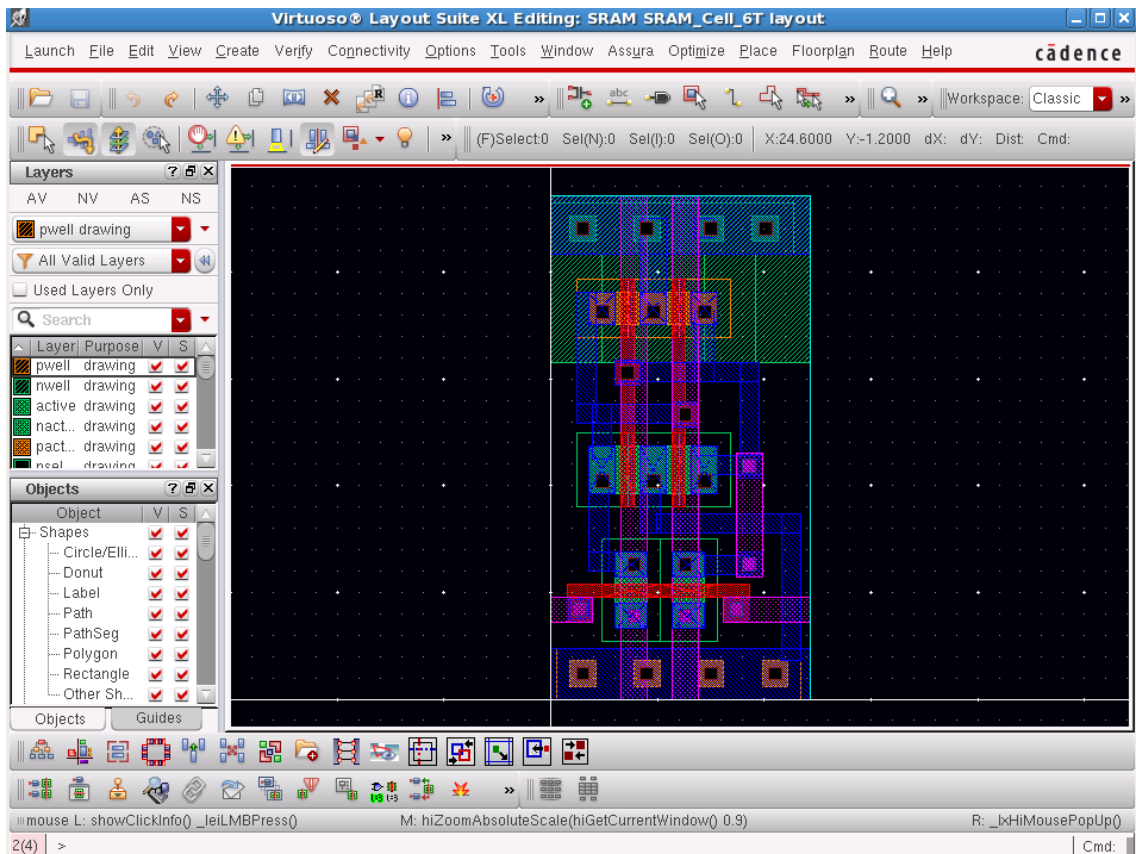 Virtuoso® Layout Suite XL Editing: SRAM SRAM_Cell_6T layout
Launch File Edit View Create Verify Connectivity Options Tools Window Assura Optimize Place Floorplan Route Help cādence
abc » » » Workspace: Classic »
» (F)Select:0 Sel(N):0 Sel(I):0 Sel(O):0 X:24.6000 Y:-1.2000 dX: dY: Dist: Cmd:
Layers
AV NV AS NS
pwell drawing
All Valid Layers
Used Layers Only
Search
Layer Purpose V S
pwell drawing
nwell drawing
active drawing
nact... drawing
pact... drawing
nsel... drawing
Objects
Object V S
Shapes
Circle/Elli...
Donut
Label
Path
PathSeg
Polygon
Rectangle
Other Sh...
Objects Guides
mouse L: showClickInfo() _leiLMBPress() M: hiZoomAbsoluteScale(hiGetCurrentWindow() 0.9) R: _lxHiMousePopUp()
2(4) > Cmd: